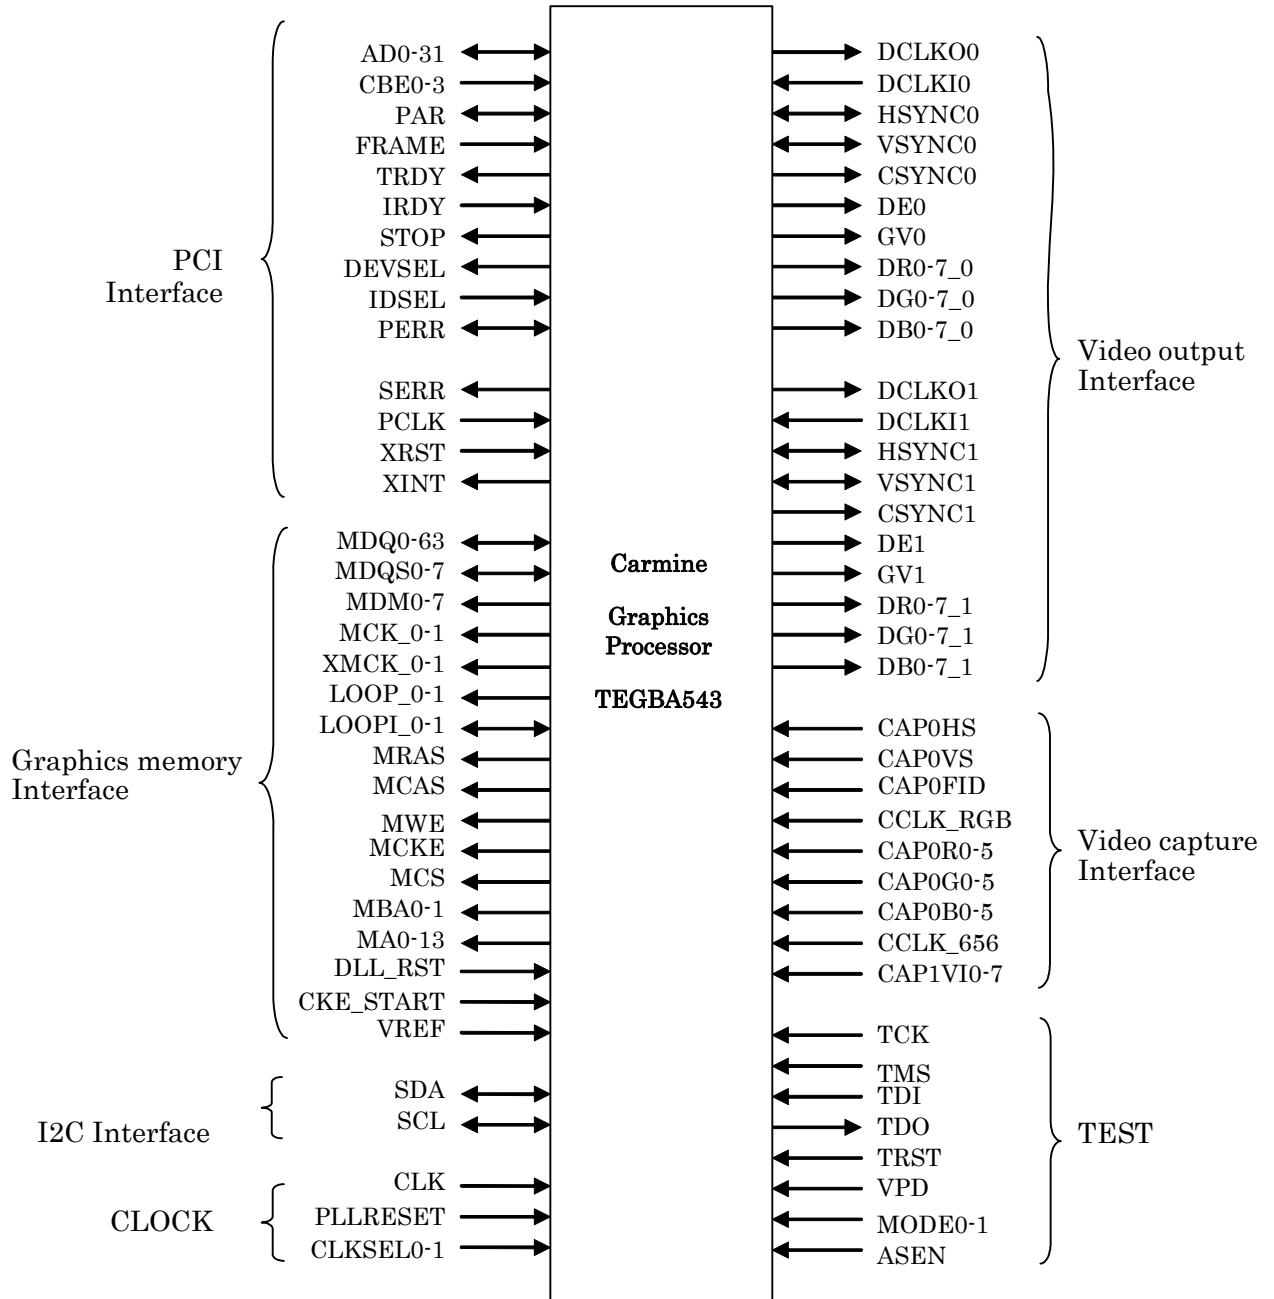 PCI
Interface
AD0-31
CBE0-3
PAR
FRAME
TRDY
IRDY
STOP
DEVSEL
IDSEL
PERR
SERR
PCLK
XRST
XINT
Graphics memory
Interface
MDQ0-63
MDQS0-7
MDM0-7
MCK_0-1
XMCK_0-1
LOOP_0-1
LOOPI_0-1
MRAS
MCAS
MWE
MCKE
MCS
MBA0-1
MA0-13
DLL_RST
CKE_START
VREF
I2C Interface
SDA
SCL
CLOCK
CLK
PLLRESET
CLKSEL0-1
Carmine
Graphics
Processor
TEGBA543
DCLKO0
DCLKI0
HSYNC0
VSYNC0
CSYNC0
DE0
GV0
DR0-7_0
DG0-7_0
DB0-7_0
DCLKO1
DCLKI1
HSYNC1
VSYNC1
CSYNC1
DE1
GV1
DR0-7_1
DG0-7_1
DB0-7_1
Video output
Interface
CAP0HS
CAP0VS
CAP0FID
CCLK_RGB
CAP0R0-5
CAP0G0-5
CAP0B0-5
CCLK_656
CAP1VI0-7
Video capture
Interface
TCK
TMS
TDI
TDO
TRST
VPD
MODE0-1
ASEN
TEST